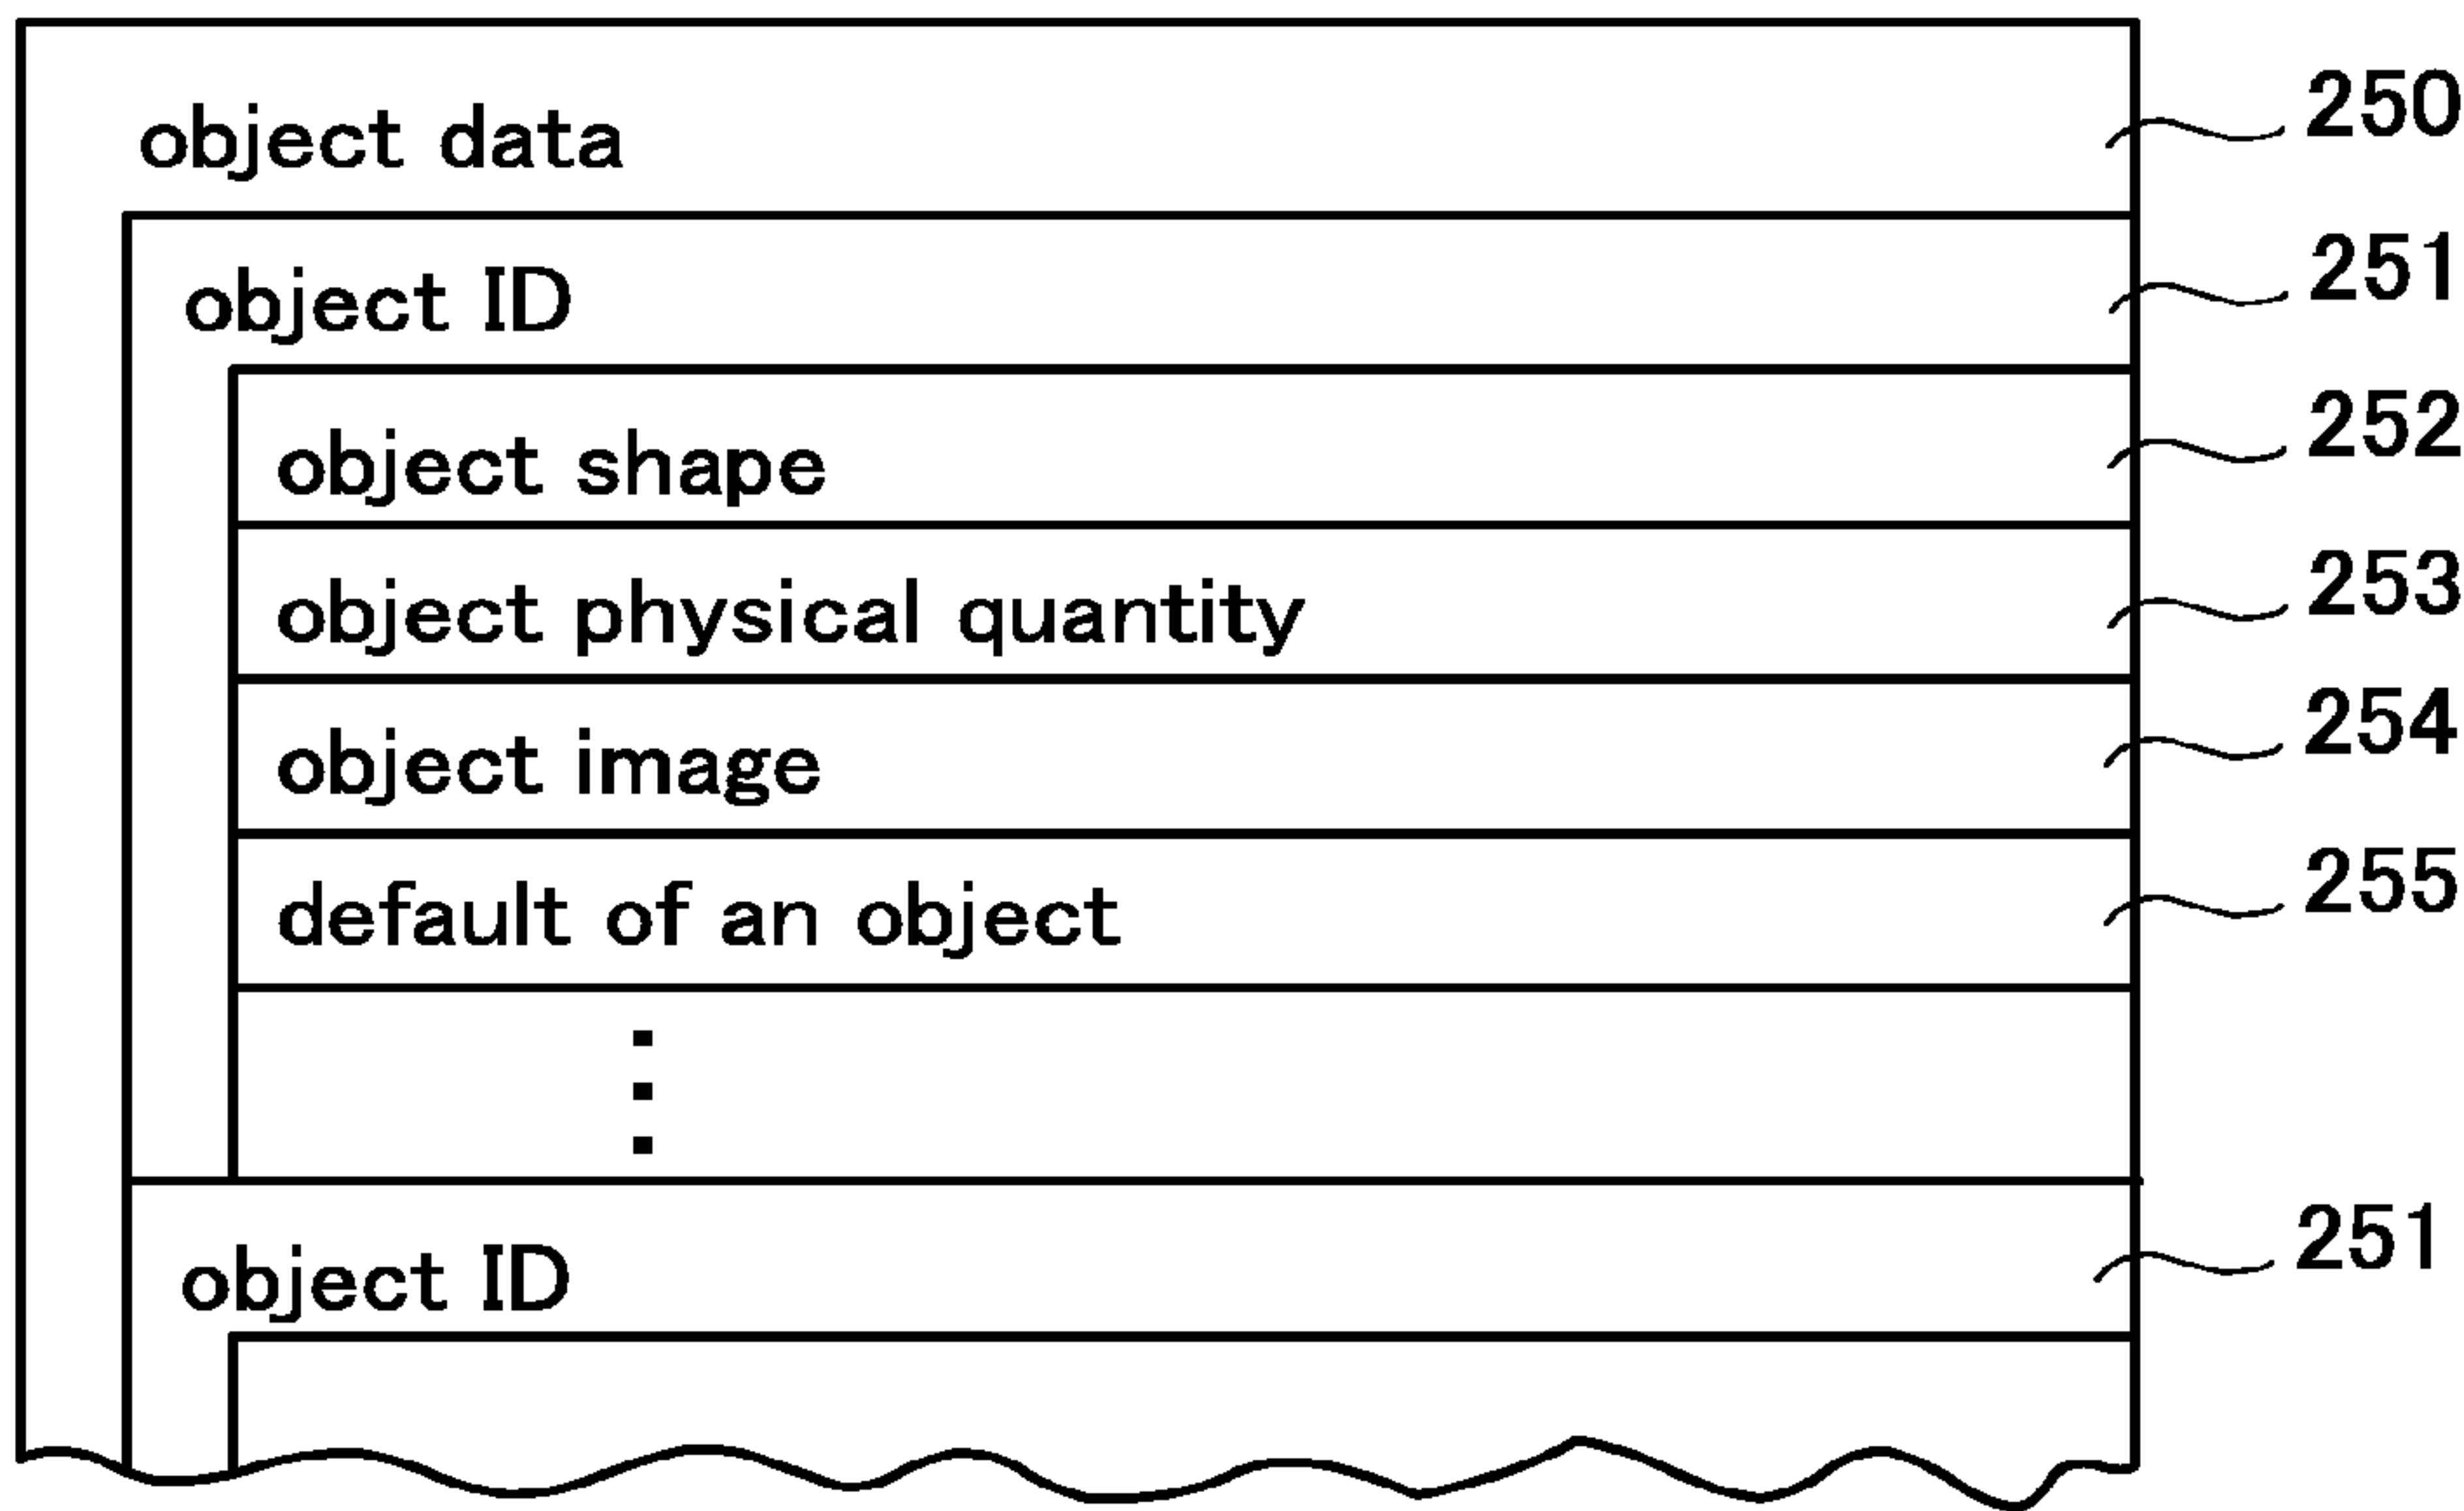 object data 250
object ID 251
object shape 252
object physical quantity 253
object image 254
default of an object 255
object ID 251